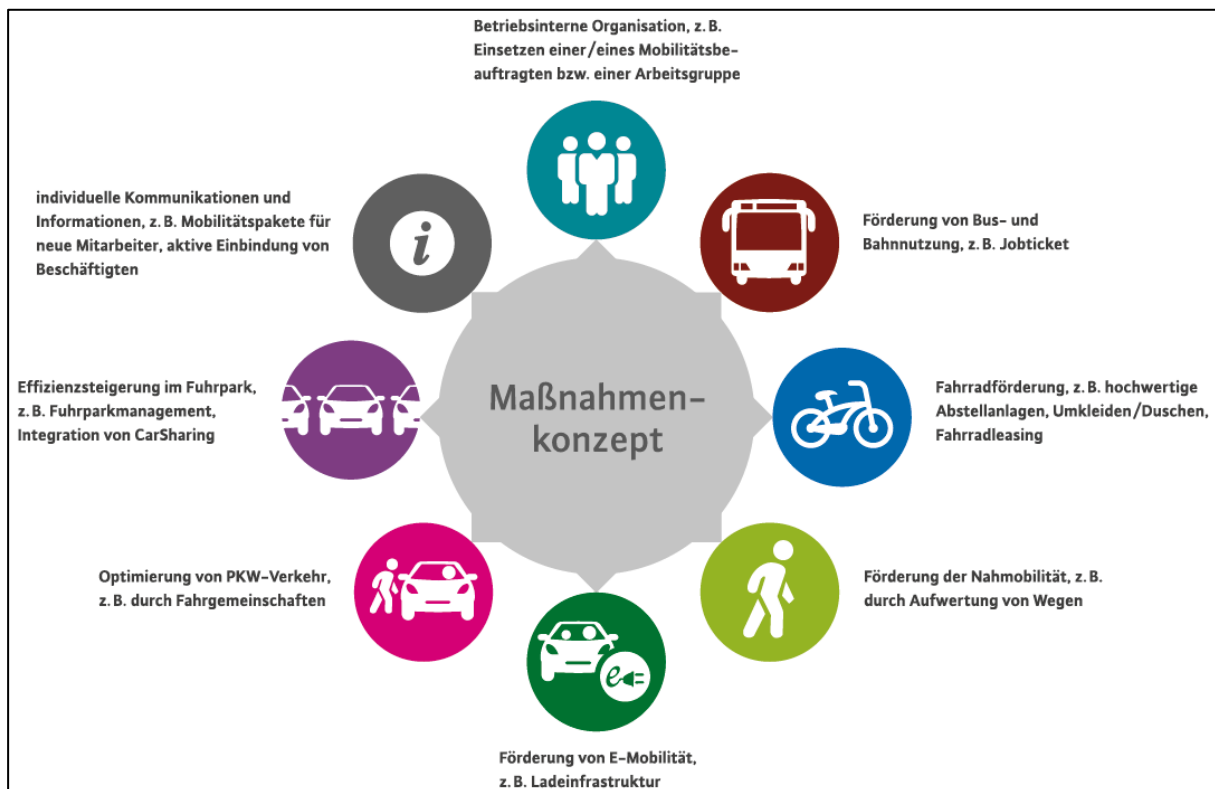 Betriebsinterne Organisation, z. B.
Einsetzen einer/eines Mobilitätsbe-
auftragten bzw. einer Arbeitsgruppe
individuelle Kommunikationen und
Informationen, z. B. Mobilitätspakete für
neue Mitarbeiter, aktive Einbindung von
Beschäftigten
i
Förderung von Bus- und
Bahnnutzung, z. B. Jobticket
Effizienzsteigerung im Fuhrpark,
z. B. Fuhrparkmanagement,
Integration von CarSharing
Maßnahmen-
konzept
Fahrradförderung, z. B. hochwertige
Abstellanlagen, Umkleiden/Duschen,
Fahrradleasing
Optimierung von PKW-Verkehr,
z. B. durch Fahrgemeinschaften
Förderung der Nahmobilität, z. B.
durch Aufwertung von Wegen
e
Förderung von E-Mobilität,
z. B. Ladeinfrastruktur